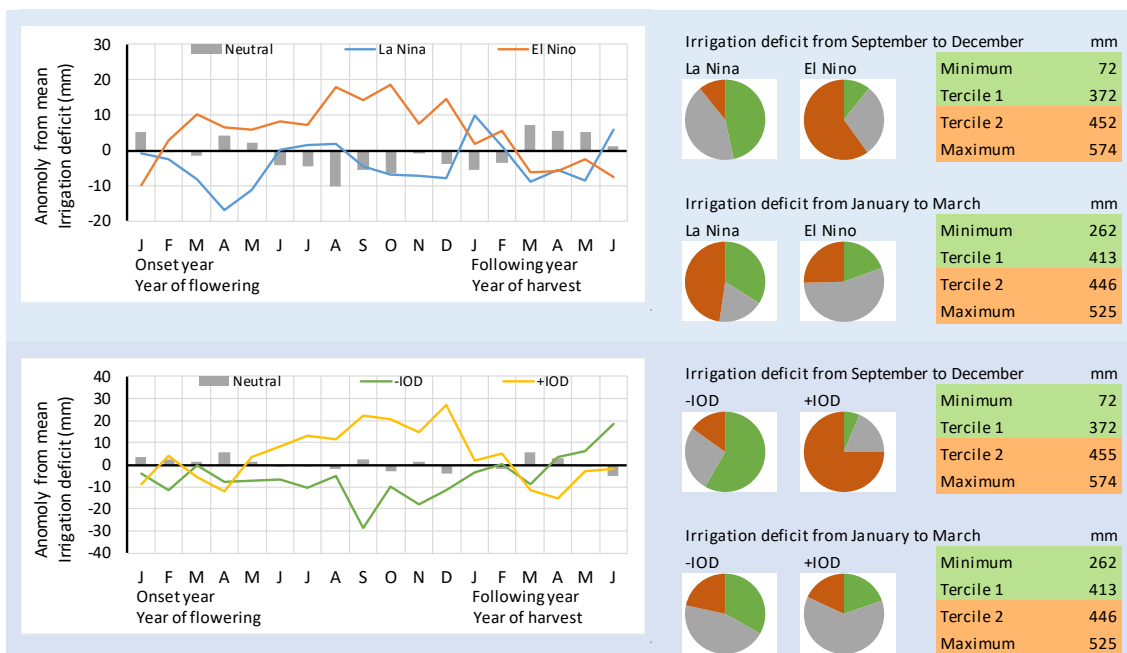 30
20
10
0
-10
-20
Anomoly from mean
Irrigation deficit (mm)
Neutral La Nina El Nino
J F M A M J J A S O N D J F M A M J
Onset year Following year
Year of flowering Year of harvest
Irrigation deficit from September to December mm
La Nina El Nino
Minimum 72
Tercile 1 372
Tercile 2 452
Maximum 574
Irrigation deficit from January to March mm
La Nina El Nino
Minimum 262
Tercile 1 413
Tercile 2 446
Maximum 525
40
30
20
10
0
-10
-20
-30
-40
Anomoly from mean
Irrigation deficit (mm)
Neutral -IOD +IOD
J F M A M J J A S O N D J F M A M J
Onset year Following year
Year of flowering Year of harvest
Irrigation deficit from September to December mm
-IOD +IOD
Minimum 72
Tercile 1 372
Tercile 2 455
Maximum 574
Irrigation deficit from January to March mm
-IOD +IOD
Minimum 262
Tercile 1 413
Tercile 2 446
Maximum 525